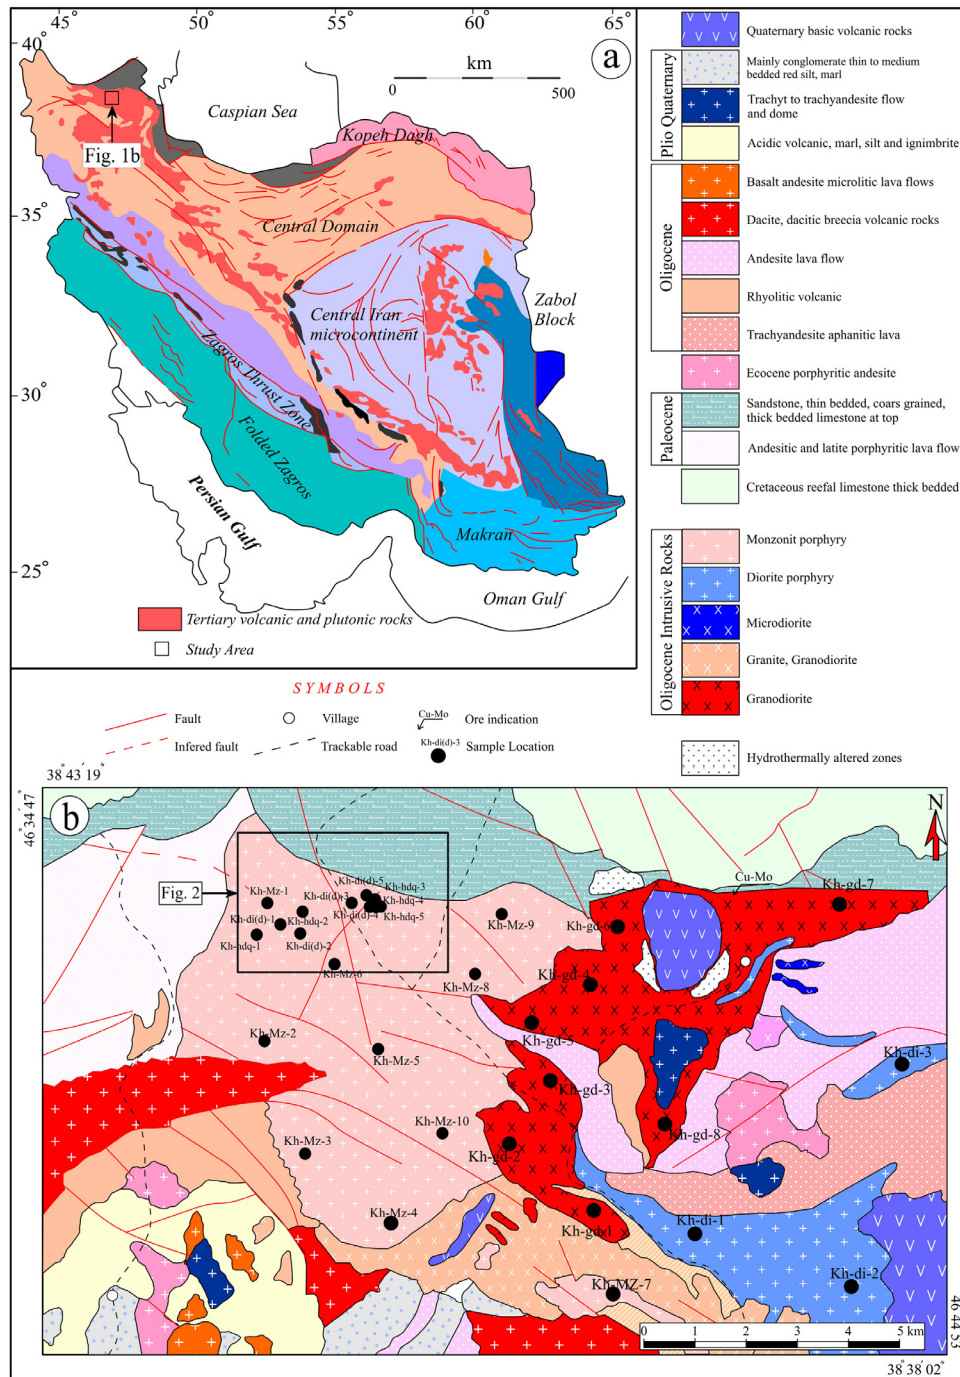 45° 50° 55° 60° 65°
40°
35°
30°
25°
a
km
0 500
Caspian Sea
Kopeh Dagh
Fig. 1b
Central Domain
Central Iran
microcontinent
Zabol
Block
Zagros Thrust Zone
Folded Zagros
Persian Gulf
Makran
Oman Gulf
Tertiary volcanic and plutonic rocks
Study Area
Quaternary basic volcanic rocks
Plio Quaternary
Mainly conglomerate thin to medium
bedded red silt, marl
Trachyt to trachyandesite flow
and dome
Acidic volcanic, marl, silt and ignimbrite
Oligocene
Basalt andesite microlitic lava flows
Dacite, dacitic breecia volcanic rocks
Andesite lava flow
Rhyolitic volcanic
Trachyandesite aphanitic lava
Ecocene porphyritic andesite
Paleocene
Sandstone, thin bedded, coars grained,
thick bedded limestone at top
Andesitic and latite porphyritic lava flow
Cretaceous reefal limestone thick bedded
Oligocene Intrusive Rocks
Monzonit porphyry
Diorite porphyry
Microdiorite
Granite, Granodiorite
Granodiorite
Hydrothermally altered zones
SYMBOLS
Fault
Village
Cu-Mo
Ore indication
Infered fault
Trackable road
Kh-di(d)-3
Sample Location
38° 43' 19"
46° 34' 47"
b
N
Fig. 2
Cu-Mo
Kh-gd-7
Kh-di(d)-5
Kh-hdq-3
Kh-Mz-1
Kh-di(d)-3
Kh-hdq-4
Kh-di(d)-1
Kh-hdq-2
Kh-di(d)-4
Kh-hdq-5
Kh-hdq-1
Kh-di(d)-2
Kh-Mz-9
Kh-gd-6
Kh-Mz-6
Kh-Mz-8
Kh-gd-4
Kh-Mz-2
Kh-Mz-5
Kh-gd-5
Kh-di-3
Kh-gd-3
Kh-Mz-10
Kh-gd-8
Kh-Mz-3
Kh-gd-2
Kh-Mz-4
Kh-gd-1
Kh-di-1
Kh-MZ-7
Kh-di-2
0 1 2 3 4 5 km
46° 44' 53"
38° 38' 02"